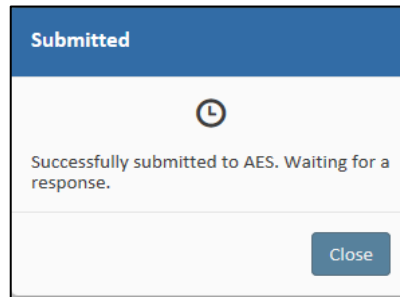 Submitted
Successfully submitted to AES. Waiting for a
response.
Close